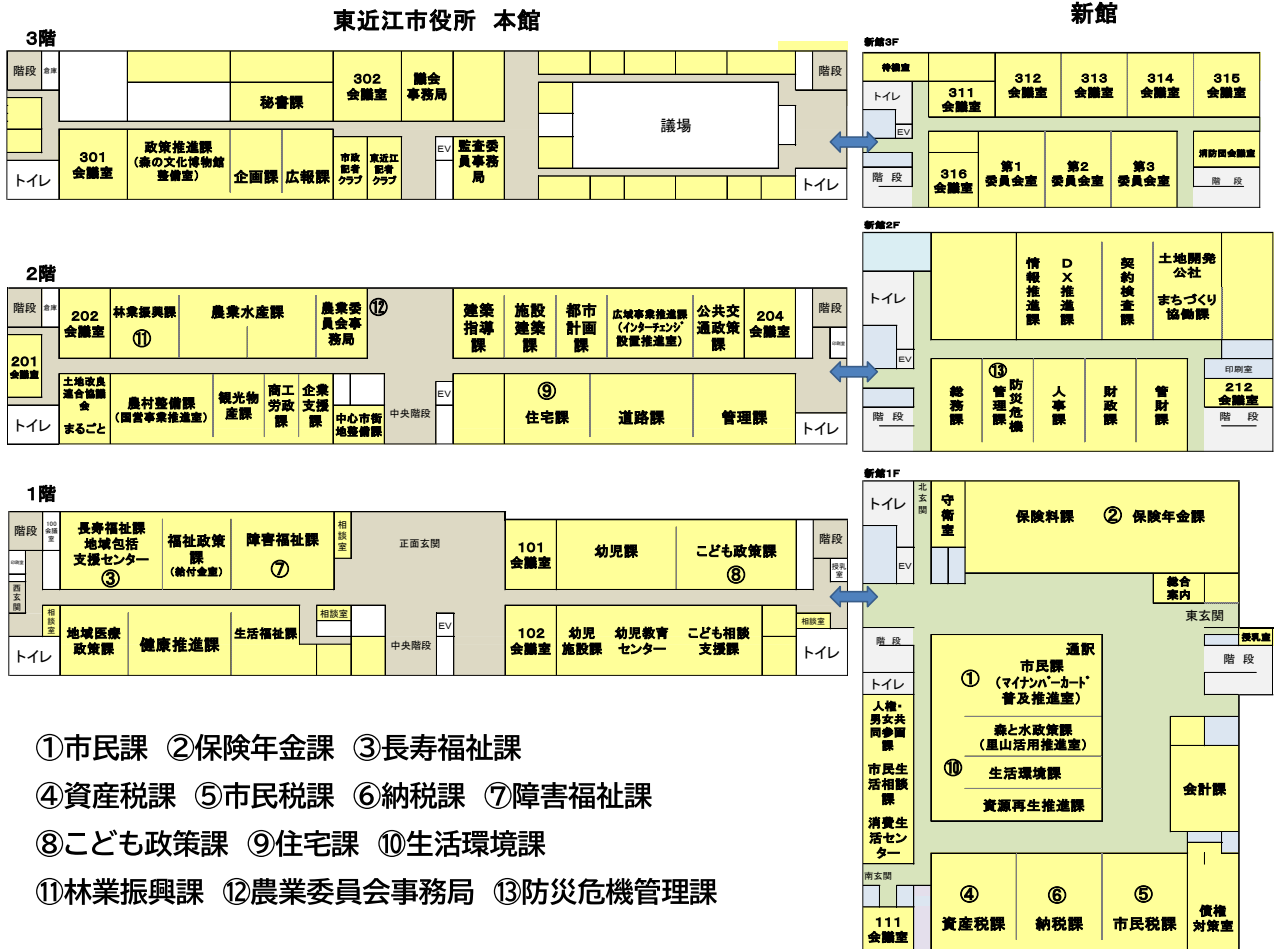 東近江市役所 本館
新館
3階
階段
倉庫
秘書課
302
会議室
議会
事務局
議場
階段
トイレ
301
会議室
政策推進課
(森の文化博物館
整備室)
企画課
広報課
市政
記者
クラブ
東近江
記者
クラブ
EV
監査委
員事務
局
トイレ
新館3F
待機室
トイレ
311
会議室
EV
312
会議室
313
会議室
314
会議室
315
会議室
階 段
316
会議室
第1
委員会室
第2
委員会室
第3
委員会室
消防団会議室
階 段
2階
階段
倉庫
202
会議室
林業振興課
⑪
農業水産課
農業委
員会事
務局
⑫
建築
指導
課
施設
建築
課
都市
計画
課
広域事業推進課
(インターチェンジ
設置推進室)
公共交
通政策
課
204
会議室
階段
印刷室
201
会議室
トイレ
土地改良
連合協議
会
まるごと
農村整備課
(国営事業推進室)
観光物
産課
商工
労政
課
企業
支援
課
中心市街
地整備課
中央階段
EV
⑨
住宅課
道路課
管理課
トイレ
新館2F
トイレ
EV
情報推進課
DX推進課
契約検査課
土地開発
公社
まちづくり
協働課
階 段
総務課
⑬
防災危機
管理課
人事課
財政課
管財課
印刷室
212
会議室
階 段
1階
階段
100
会議
室
印刷室
西玄関
長寿福祉課
地域包括
支援センター
③
福祉政策
課
(給付金室)
障害福祉課
⑦
相談室
正面玄関
101
会議室
幼児課
こども政策課
⑧
階段
授乳
室
トイレ
相談室
地域医療
政策課
健康推進課
生活福祉課
相談室
中央階段
EV
102
会議室
幼児
施設課
幼児教育
センター
こども相談
支援課
相談室
トイレ
新館1F
トイレ
EV
北玄関
守衛室
保険料課
② 保険年金課
総合
案内
東玄関
授乳室
階 段
階 段
トイレ
通訳
①
市民課
(マイナンバーカード
普及推進室)
森と水政策課
(里山活用推進室)
⑩
生活環境課
資源再生推進課
人権・
男女共
同参画
課
市民生
活相談
課
消費生
活セン
ター
会計課
南玄関
111
会議室
④
資産税課
⑥
納税課
⑤
市民税課
債権
対策室
①市民課 ②保険年金課 ③長寿福祉課
④資産税課 ⑤市民税課 ⑥納税課 ⑦障害福祉課
⑧こども政策課 ⑨住宅課 ⑩生活環境課
⑪林業振興課 ⑫農業委員会事務局 ⑬防災危機管理課